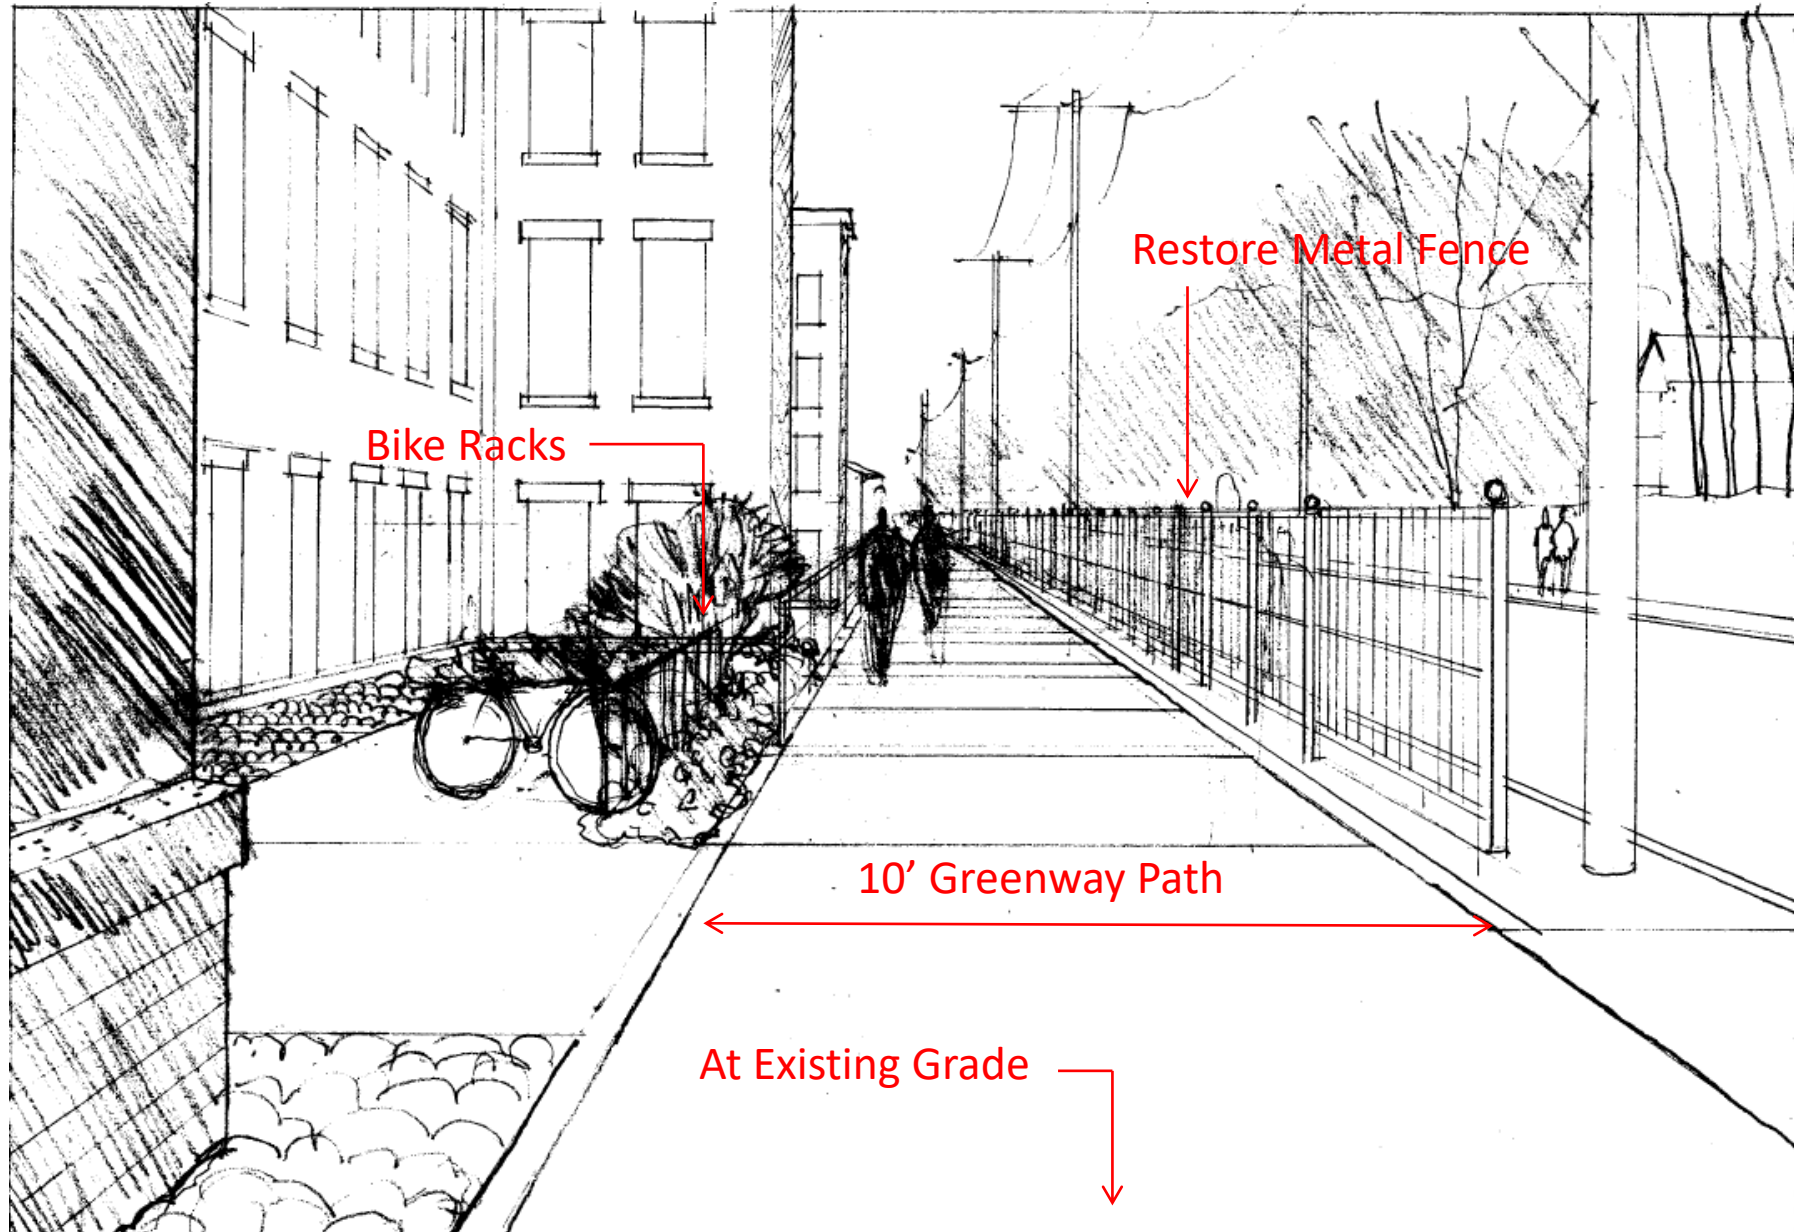 Restore Metal Fence
Bike Racks
10’ Greenway Path
At Existing Grade